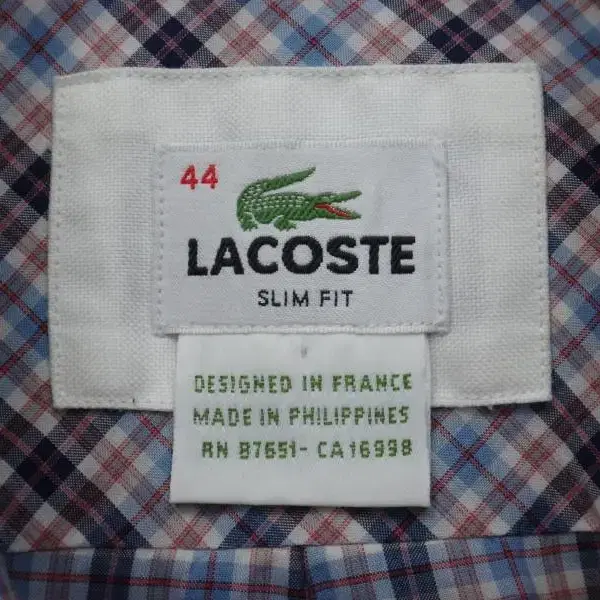 44
LACOSTE
SLIM FIT
DESIGNED IN FRANCE
MADE IN PHILIPPINES
RN 87651- CA16998